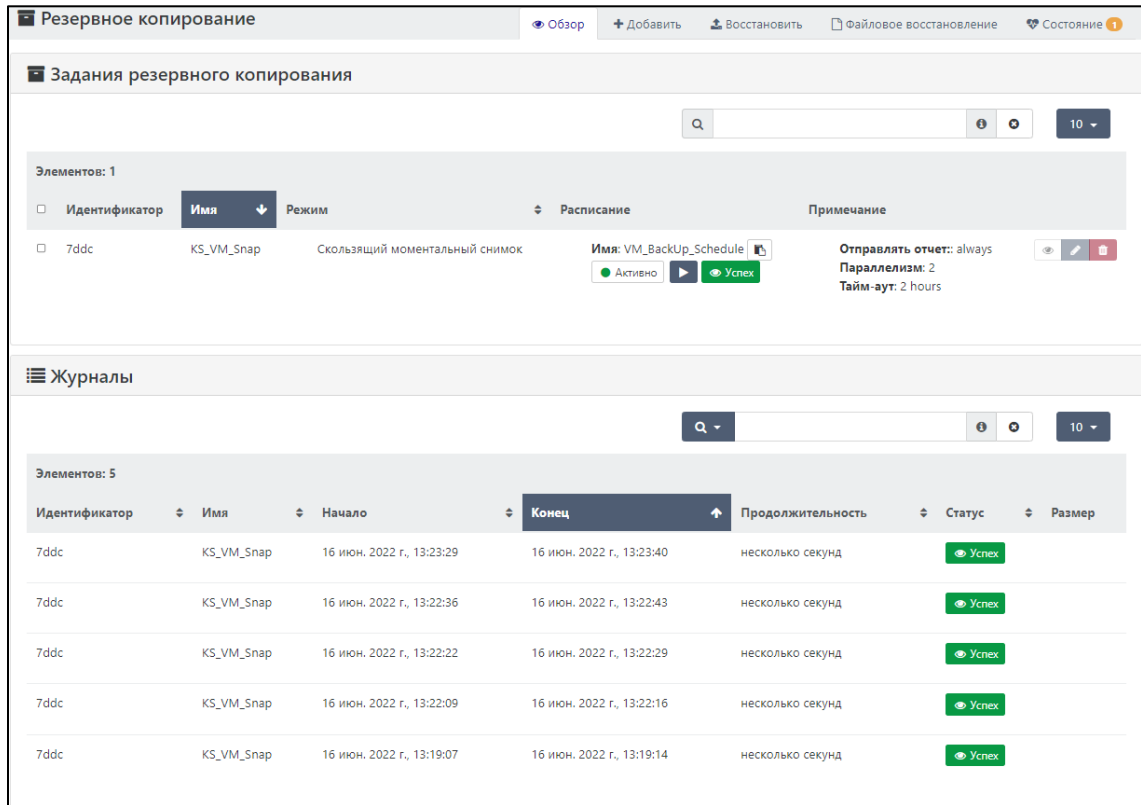 Резервное копирование
Обзор Добавить Восстановить Файловое восстановление Состояние 1
Задания резервного копирования
10
Элементов: 1
Идентификатор Имя Режим Расписание Примечание
7ddc KS_VM_Snap Скользящий моментальный снимок Имя: VM_BackUp_Schedule Отправлять отчет:: always
Активно Успех Параллелизм: 2
Тайм-аут: 2 hours
Журналы
10
Элементов: 5
Идентификатор Имя Начало Конец Продолжительность Статус Размер
7ddc KS_VM_Snap 16 июн. 2022 г., 13:23:29 16 июн. 2022 г., 13:23:40 несколько секунд Успех
7ddc KS_VM_Snap 16 июн. 2022 г., 13:22:36 16 июн. 2022 г., 13:22:43 несколько секунд Успех
7ddc KS_VM_Snap 16 июн. 2022 г., 13:22:22 16 июн. 2022 г., 13:22:29 несколько секунд Успех
7ddc KS_VM_Snap 16 июн. 2022 г., 13:22:09 16 июн. 2022 г., 13:22:16 несколько секунд Успех
7ddc KS_VM_Snap 16 июн. 2022 г., 13:19:07 16 июн. 2022 г., 13:19:14 несколько секунд Успех